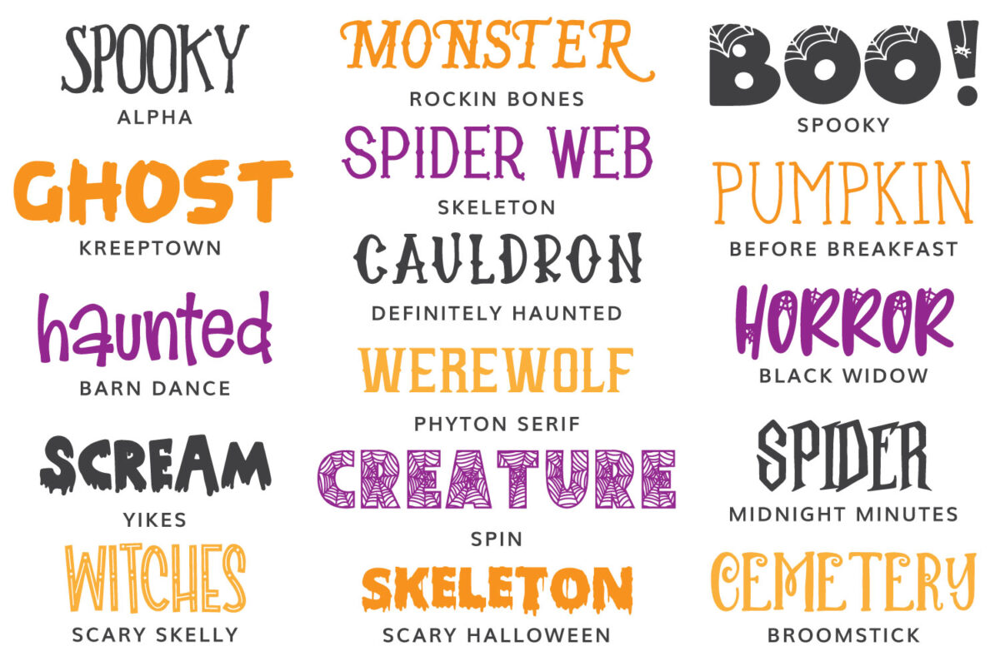 SPOOKY
ALPHA
GHOST
KREEPTOWN
haunted
BARN DANCE
SCREAM
YIKES
WITCHES
SCARY SKELLY
MONSTER
ROCKIN BONES
SPIDER WEB
SKELETON
CAULDRON
DEFINITELY HAUNTED
WEREWOLF
PHYTON SERIF
CREATURE
SPIN
SKELETON
SCARY HALLOWEEN
BOO!
SPOOKY
PUMPKIN
BEFORE BREAKFAST
HORROR
BLACK WIDOW
SPIDER
MIDNIGHT MINUTES
CEMETERY
BROOMSTICK